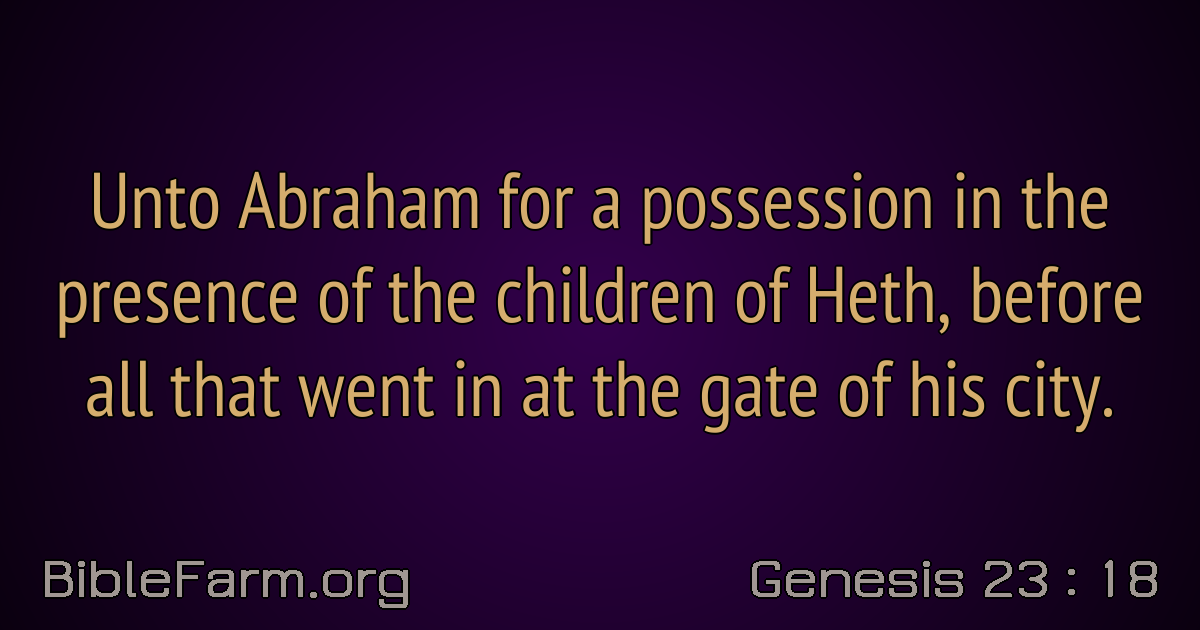 Unto Abraham for a possession in the
presence of the children of Heth, before
all that went in at the gate of his city.
BibleFarm.org
Genesis 23 : 18